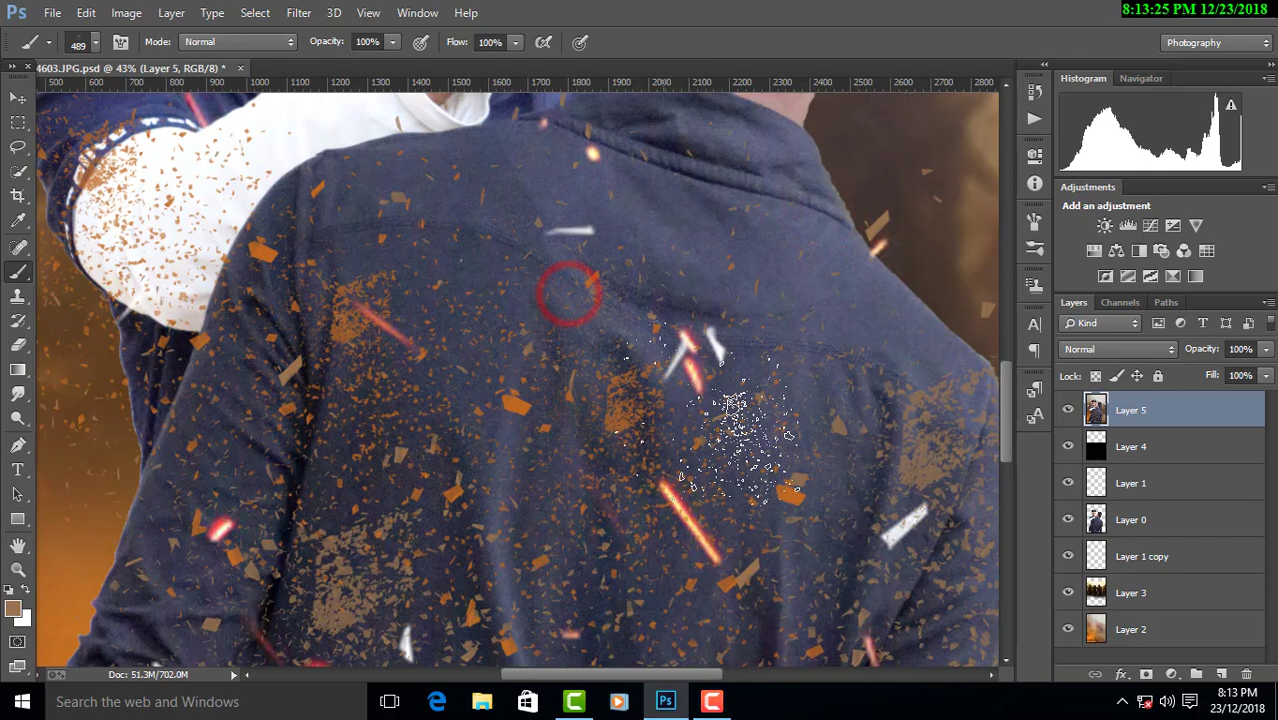 Ps File Edit Image Layer Type Select Filter 3D View Window Help
8:13:25 PM 12/23/2018
489 Mode: Normal Opacity: 100% Flow: 100% Photography
4603.JPG.psd @ 43% (Layer 5, RGB/8) * ×
500 600 700 800 900 1000 1100 1200 1300 1400 1500 1600 1700 1800 1900 2000 2100 2200 2300 2400 2500 2600 2700 2800
Histogram Navigator
Adjustments
Add an adjustment
Layers Channels Paths
Kind
Normal Opacity: 100%
Lock: Fill: 100%
Layer 5
Layer 4
Layer 1
Layer 0
Layer 1 copy
Layer 3
Layer 2
Doc: 51.3M/702.0M
Search the web and Windows
Ps
8:13 PM
23/12/2018